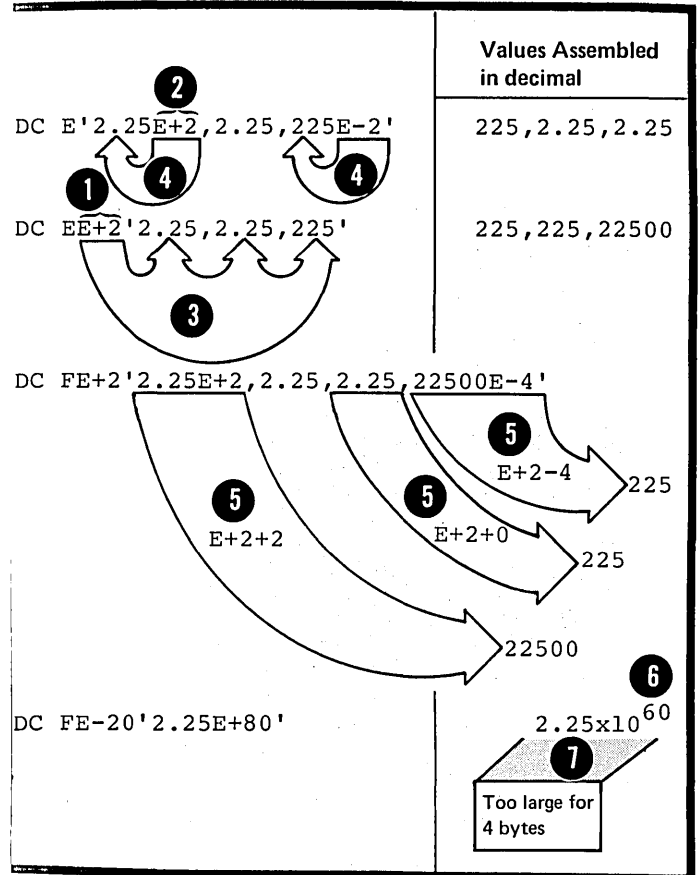 Values Assembled
in decimal
2
DC E'2.25E+2,2.25,225E-2' 225,2.25,2.25
4 4
1
DC EE+2'2.25,2.25,225' 225,225,22500
3
DC FE+2'2.25E+2,2.25,2.25,22500E-4'
5
E+2-4
225
5
E+2+2
5
E+2+0
225
22500
6
DC FE-20'2.25E+80' 2.25x10^60
7
Too large for
4 bytes